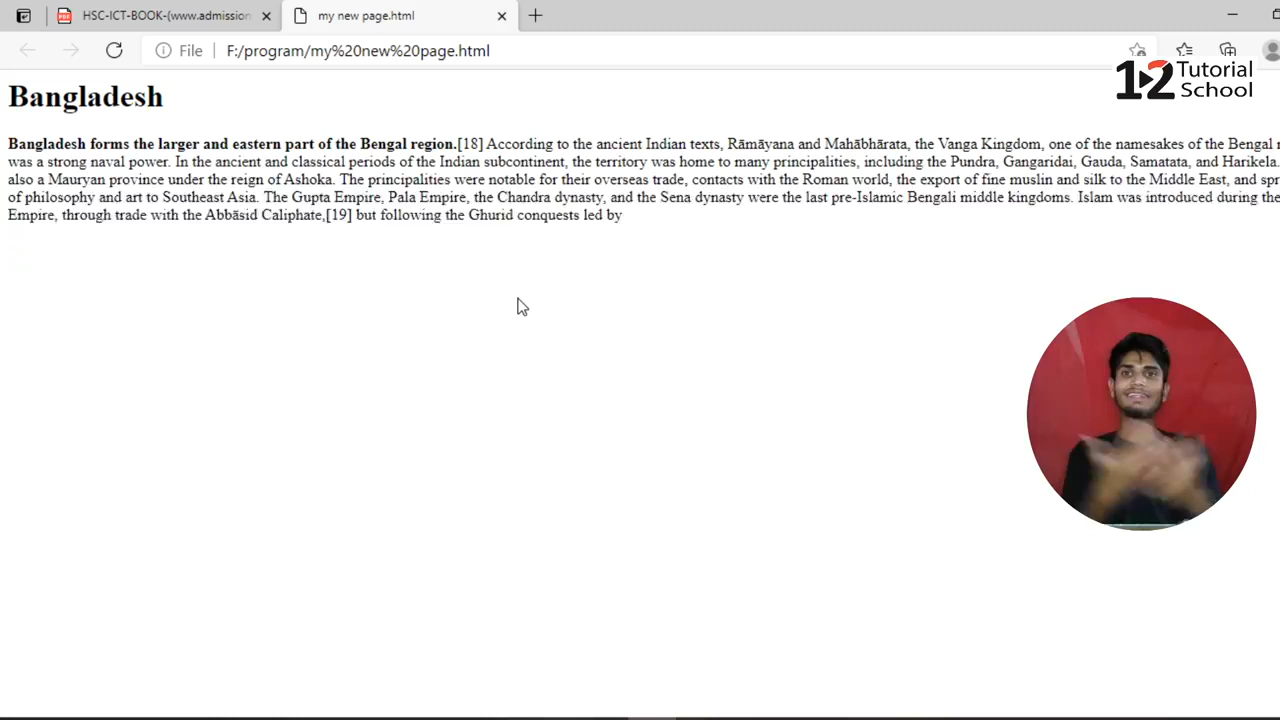 HSC-ICT-BOOK-(www.admission
my new page.html
File
F:/program/my%20new%20page.html
12 Tutorial School
Bangladesh
Bangladesh forms the larger and eastern part of the Bengal region.[18] According to the ancient Indian texts, Rāmāyana and Mahābhārata, the Vanga Kingdom, one of the namesakes of the Bengal
was a strong naval power. In the ancient and classical periods of the Indian subcontinent, the territory was home to many principalities, including the Pundra, Gangaridai, Gauda, Samatata, and Harikela.
also a Mauryan province under the reign of Ashoka. The principalities were notable for their overseas trade, contacts with the Roman world, the export of fine muslin and silk to the Middle East, and spr
of philosophy and art to Southeast Asia. The Gupta Empire, Pala Empire, the Chandra dynasty, and the Sena dynasty were the last pre-Islamic Bengali middle kingdoms. Islam was introduced during the
Empire, through trade with the Abbāsid Caliphate,[19] but following the Ghurid conquests led by